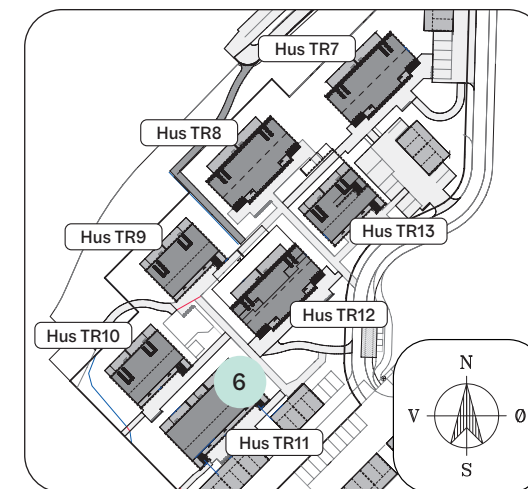 Hus TR7
Hus TR8
Hus TR9
Hus TR13
Hus TR12
Hus TR10
6
Hus TR11
N
V
Ø
S